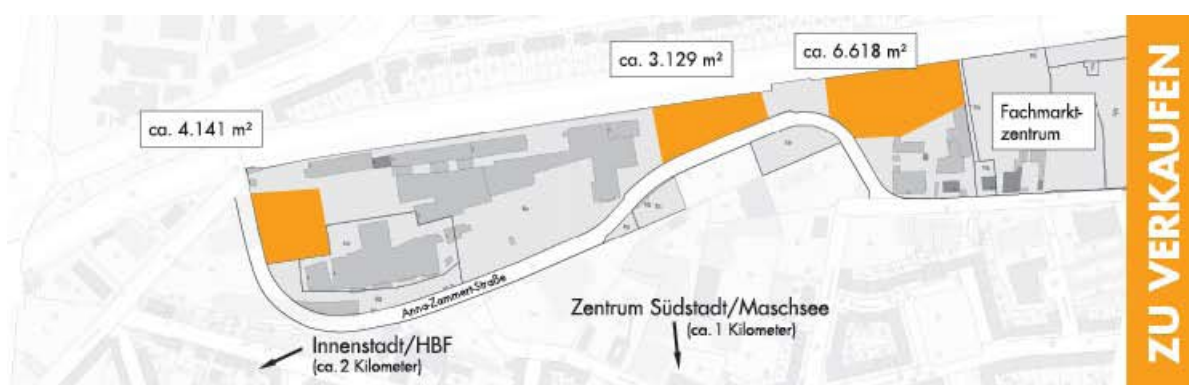 ca. 4.141 m²
ca. 3.129 m²
ca. 6.618 m²
Fachmarkt-
zentrum
Anna-Zammert-Straße
Innenstadt/HBF
(ca. 2 Kilometer)
Zentrum Südstadt/Maschsee
(ca. 1 Kilometer)
ZU VERKAUFEN